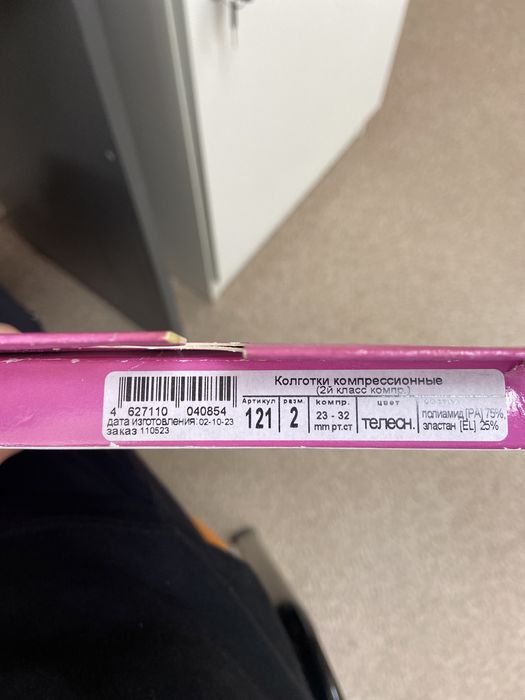 Колготки компрессионные
(2й класс компр.)
4 627110 040854
дата изготовления: 02-10-23
заказ 110523
Артикул
121
разм.
2
компр.
23 - 32
mm рт.ст
цвет
телесн.
состав
полиамид [PA] 75%
эластан [EL] 25%